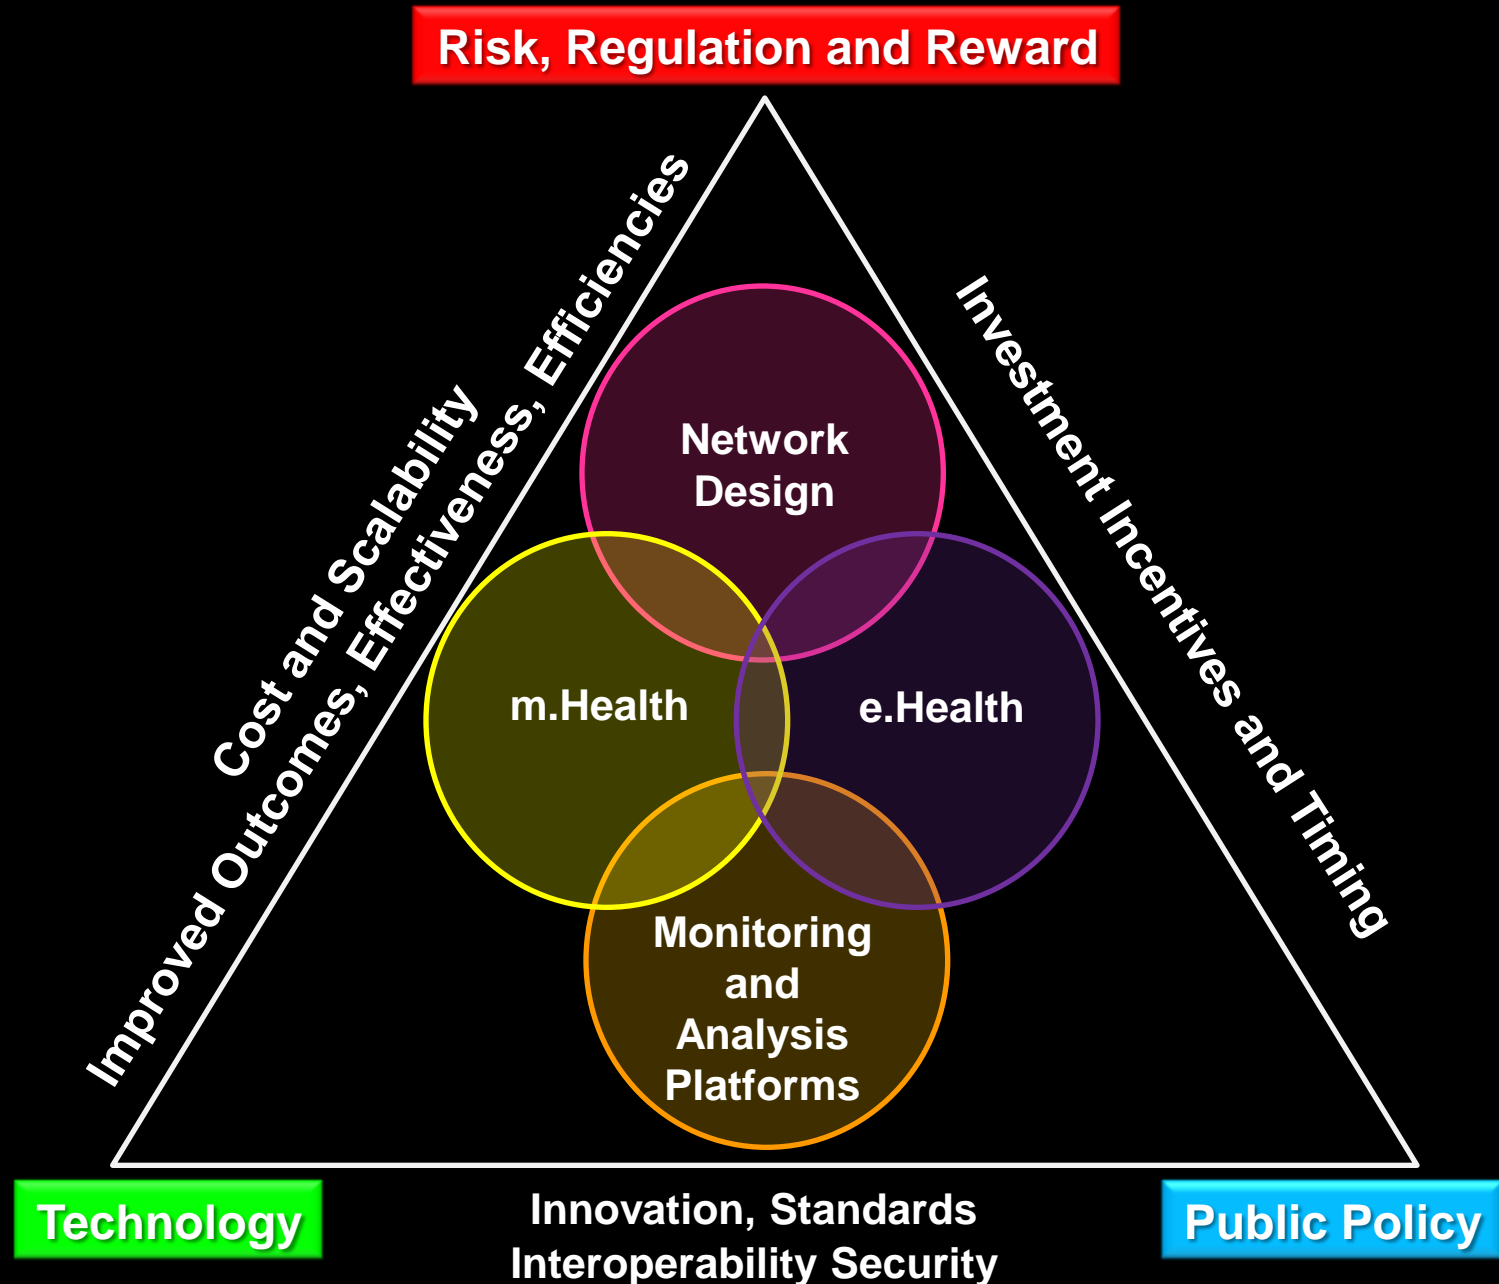 Risk, Regulation and Reward
Cost and Scalability
Improved Outcomes, Effectiveness, Efficiencies
Investment Incentives and Timing
Network
Design
m.Health
e.Health
Monitoring
and
Analysis
Platforms
Technology
Innovation, Standards
Interoperability Security
Public Policy